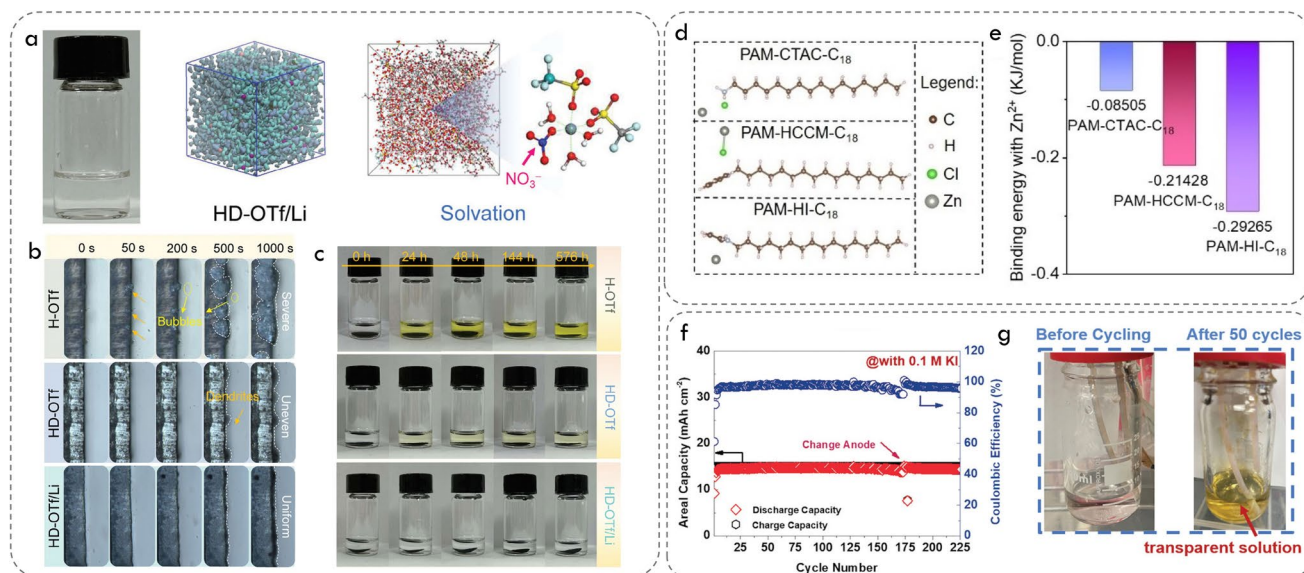 a
HD-OTf/Li
NO₃⁻
Solvation
b
0 s 50 s 200 s 500 s 1000 s
H-OTf
Bubbles
Severe
HD-OTf
Dendrites
Uneven
HD-OTf/Li
Uniform
c
0 h 24 h 48 h 144 h 576 h
H-OTf
HD-OTf
HD-OTf/Li
d
PAM-CTAC-C₁₈
PAM-HCCM-C₁₈
PAM-HI-C₁₈
Legend:
C
H
Cl
Zn
e
Binding energy with Zn²⁺ (KJ/mol)
0.0
-0.2
-0.4
-0.08505
PAM-CTAC-C₁₈
-0.21428
PAM-HCCM-C₁₈
-0.29265
PAM-HI-C₁₈
f
@with 0.1 M KI
Areal Capacity (mAh cm⁻²)
40
30
20
10
0
Change Anode
Discharge Capacity
Charge Capacity
1 25 50 75 100 125 150 175 200 225
Cycle Number
120
100
80
60
40
20
0
Coulombic Efficiency (%)
g
Before Cycling
After 50 cycles
transparent solution